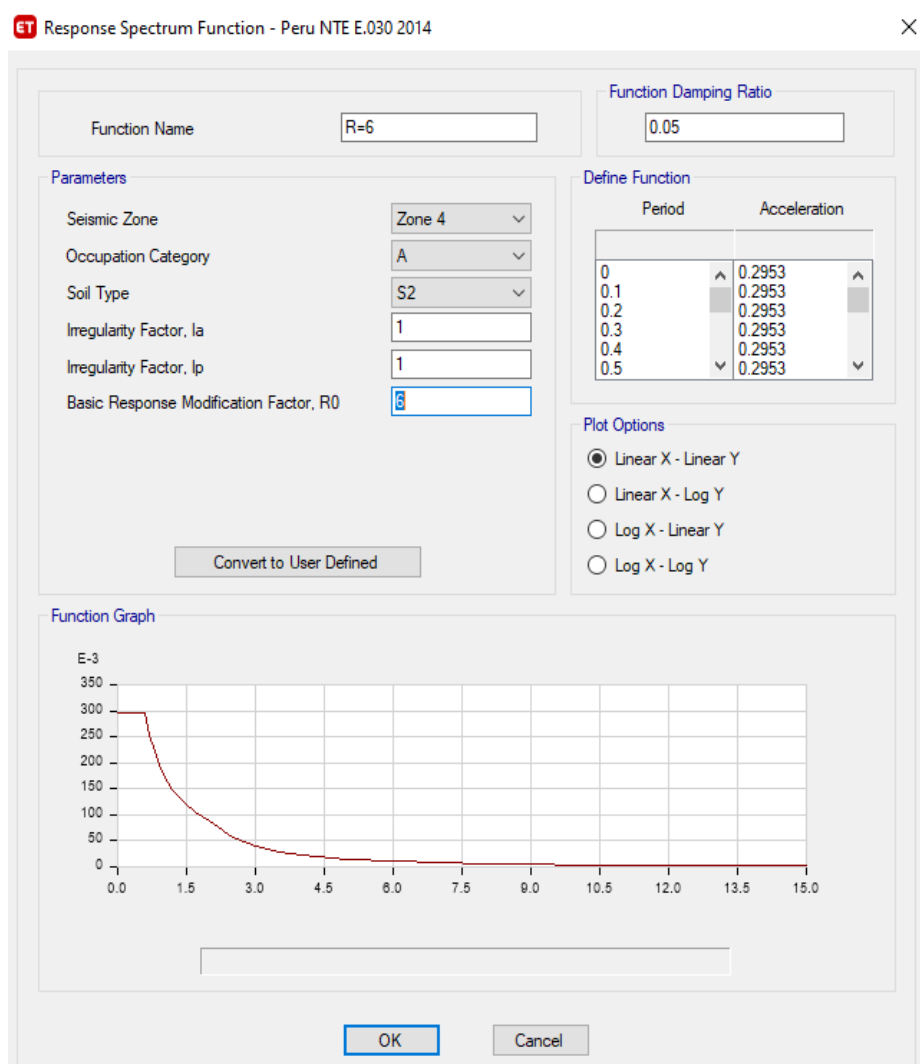 ET Response Spectrum Function - Peru NTE E.030 2014
Function Name
R=6
Function Damping Ratio
0.05
Parameters
Seismic Zone
Zone 4
Occupation Category
A
Soil Type
S2
Irregularity Factor, Ia
1
Irregularity Factor, Ip
1
Basic Response Modification Factor, R0
6
Convert to User Defined
Define Function
Period Acceleration
0 0.2953
0.1 0.2953
0.2 0.2953
0.3 0.2953
0.4 0.2953
0.5 0.2953
Plot Options
Linear X - Linear Y
Linear X - Log Y
Log X - Linear Y
Log X - Log Y
Function Graph
E-3
350
300
250
200
150
100
50
0
0.0 1.5 3.0 4.5 6.0 7.5 9.0 10.5 12.0 13.5 15.0
OK Cancel